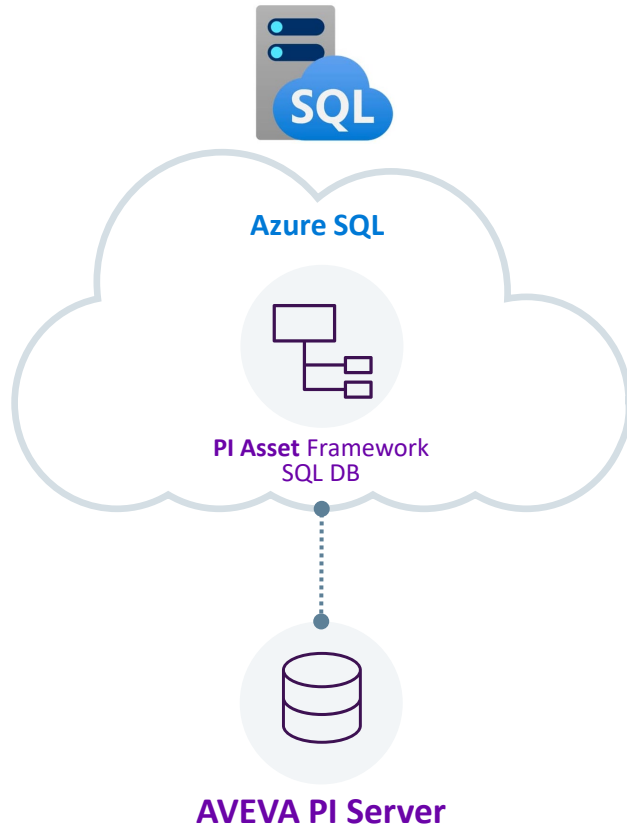 SQL
Azure SQL
PI Asset Framework
SQL DB
AVEVA PI Server